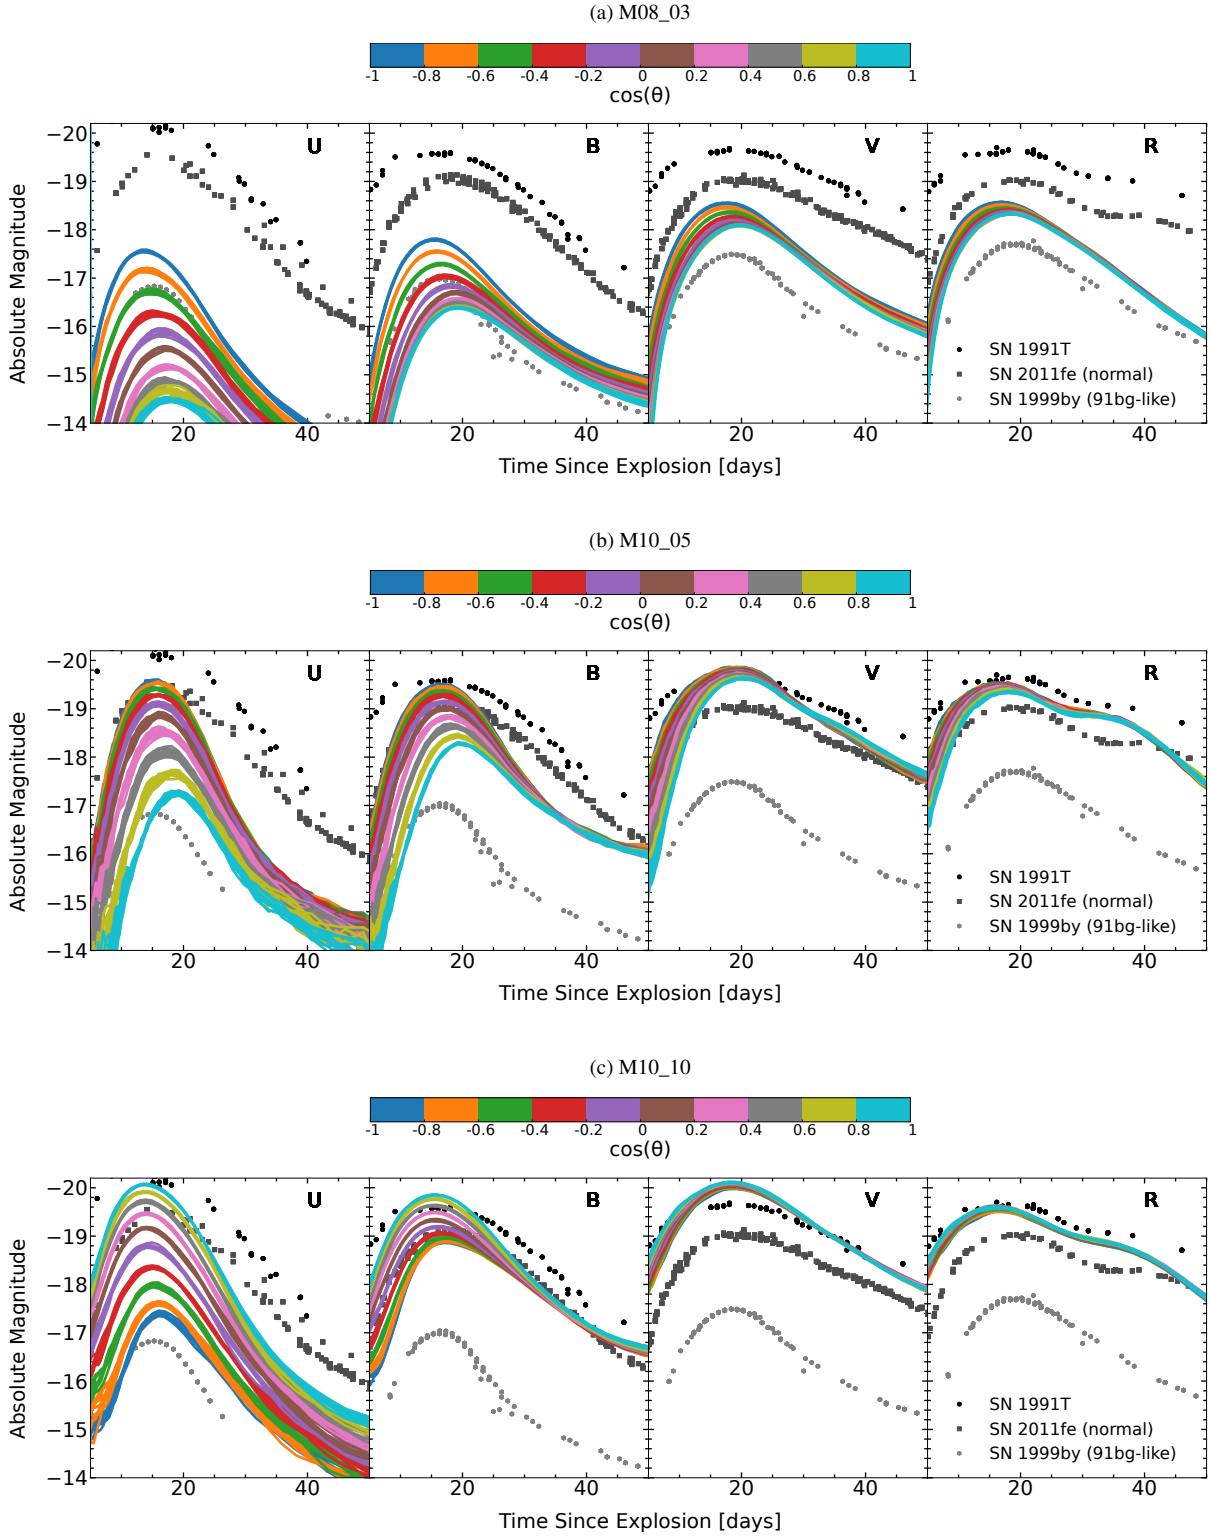 (a) M08_03
-1 -0.8 -0.6 -0.4 -0.2 0 0.2 0.4 0.6 0.8 1
cos(θ)
U B V R
−20
−19
−18
−17
−16
−15
−14
Absolute Magnitude
SN 1991T
SN 2011fe (normal)
SN 1999by (91bg-like)
20 40 20 40 20 40 20 40
Time Since Explosion [days] Time Since Explosion [days]
(b) M10_05
-1 -0.8 -0.6 -0.4 -0.2 0 0.2 0.4 0.6 0.8 1
cos(θ)
U B V R
−20
−19
−18
−17
−16
−15
−14
Absolute Magnitude
SN 1991T
SN 2011fe (normal)
SN 1999by (91bg-like)
20 40 20 40 20 40 20 40
Time Since Explosion [days]
(c) M10_10
-1 -0.8 -0.6 -0.4 -0.2 0 0.2 0.4 0.6 0.8 1
cos(θ)
U B V R
−20
−19
−18
−17
−16
−15
−14
Absolute Magnitude
SN 1991T
SN 2011fe (normal)
SN 1999by (91bg-like)
20 40 20 40 20 40 20 40
Time Since Explosion [days]